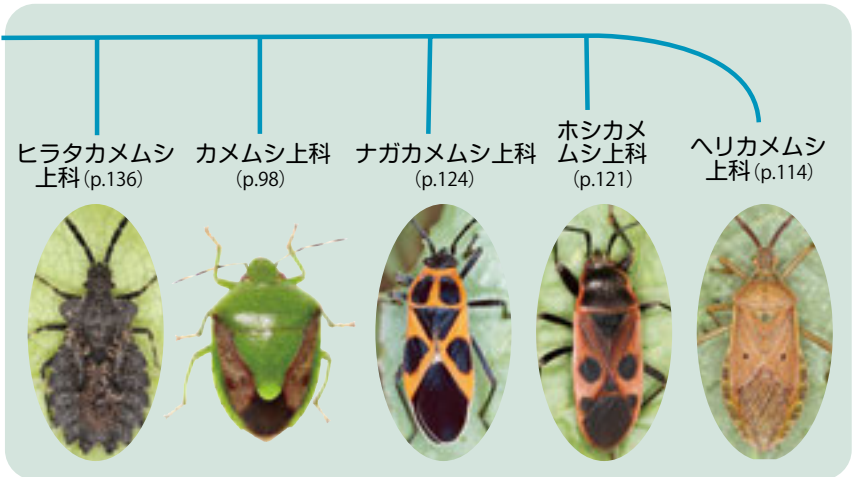 ヒラタカメムシ
上科(p.136)
カメムシ上科
(p.98)
ナガカメムシ上科
(p.124)
ホシカメ
ムシ上科
(p.121)
ヘリカメムシ
上科(p.114)